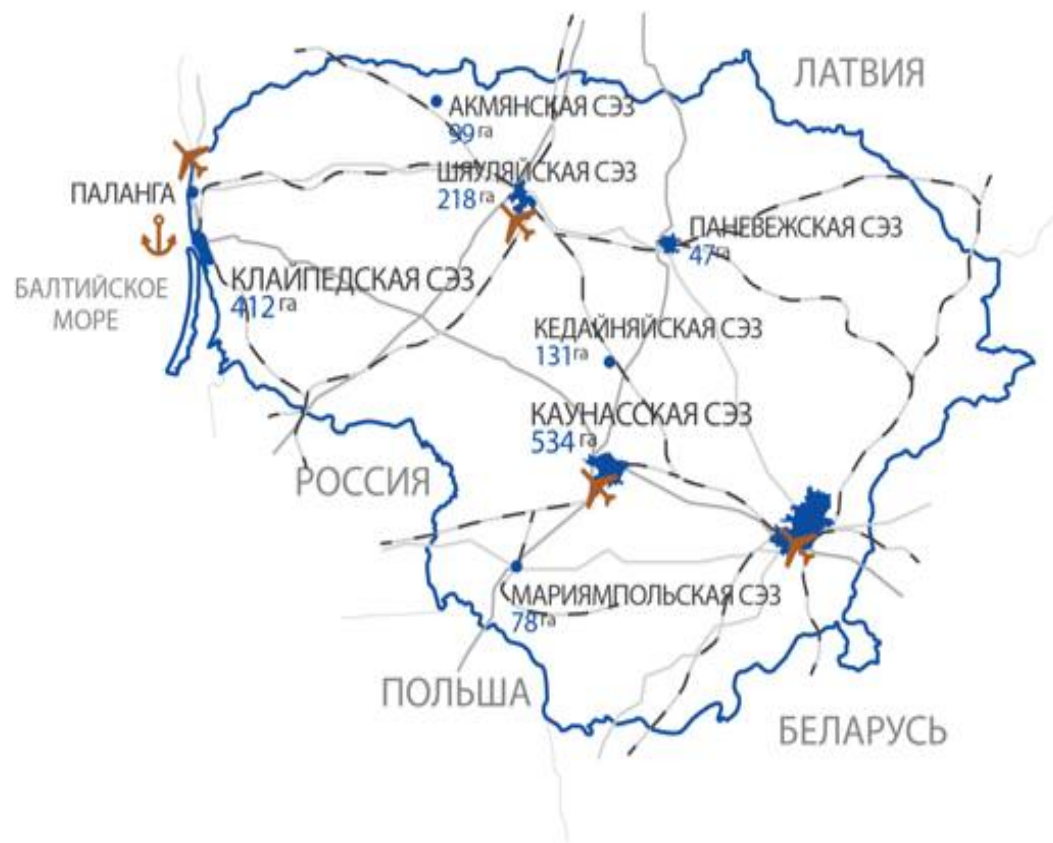 ЛАТВИЯ
АКМЯНСКАЯ СЭЗ
99 га
ШЯУЛЯЙСКАЯ СЭЗ
218 га
ПАЛАНГА
ПАНЕВЕЖСКАЯ СЭЗ
47 га
КЛАЙПЕДСКАЯ СЭЗ
412 га
БАЛТИЙСКОЕ
МОРЕ
КЕДАЙНЯЙСКАЯ СЭЗ
131 га
КАУНАССКАЯ СЭЗ
534 га
РОССИЯ
МАРИЯМПОЛЬСКАЯ СЭЗ
78 га
ПОЛЬША
БЕЛАРУСЬ